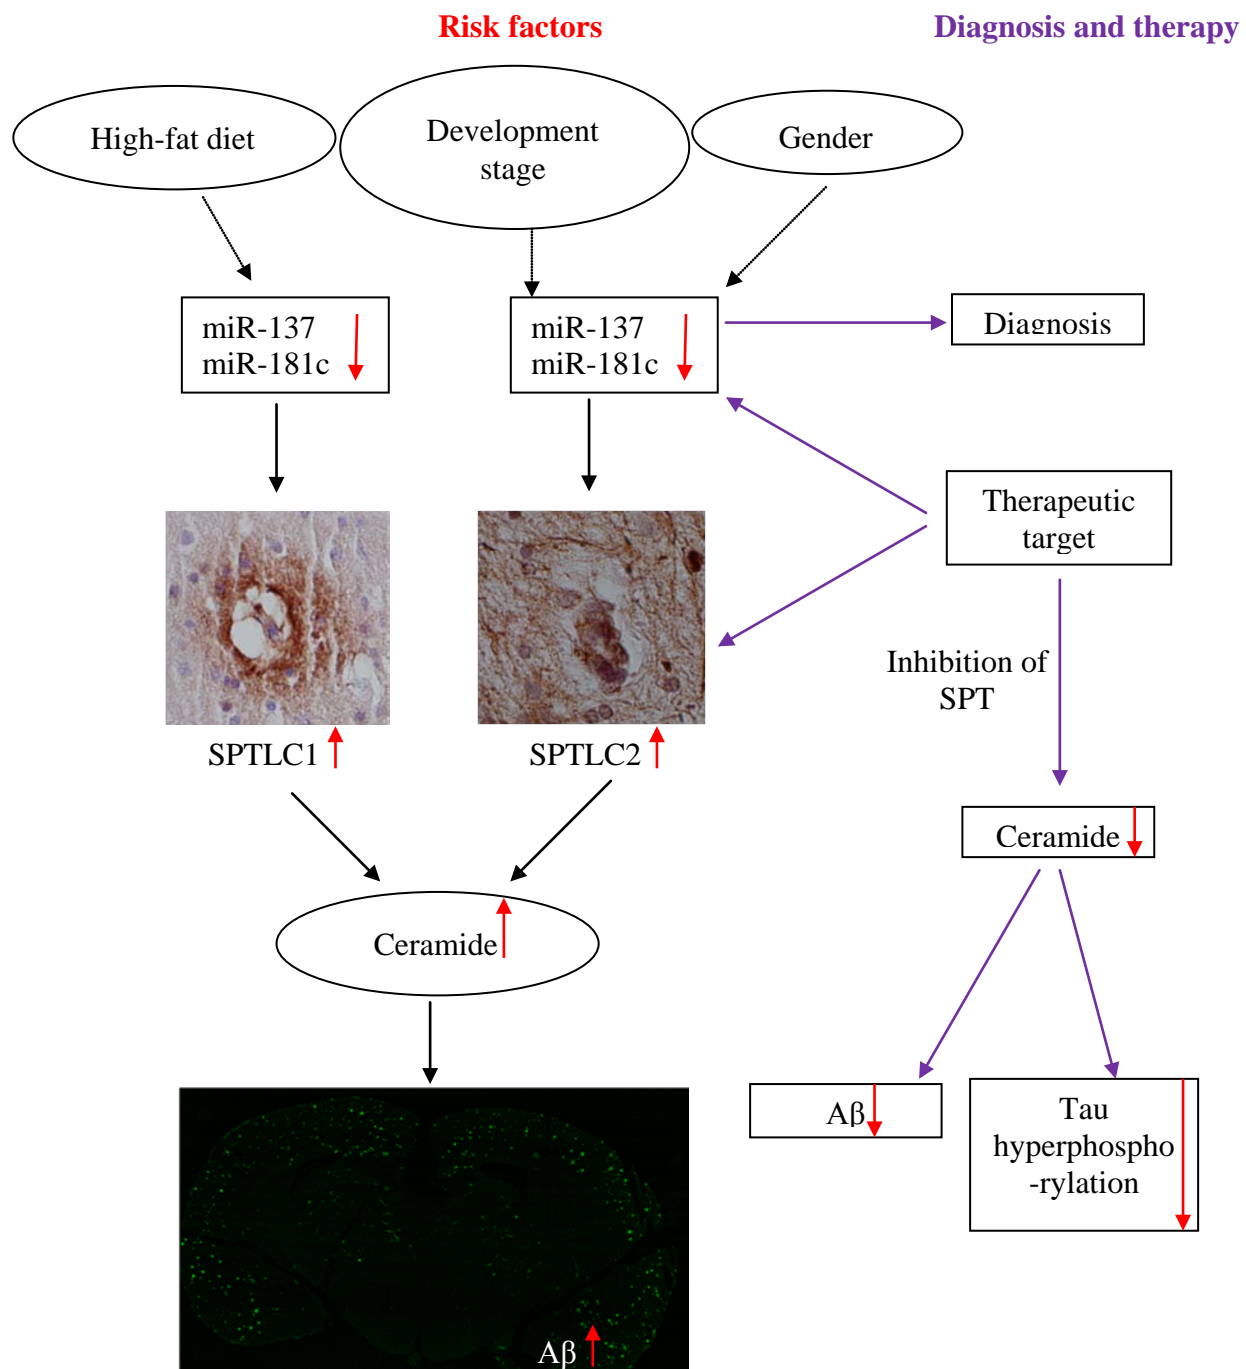 Risk factors
Diagnosis and therapy
High-fat diet
Development
stage
Gender
miR-137
miR-181c
miR-137
miR-181c
Diagnosis
Therapeutic
target
Inhibition of
SPT
SPTLC1
SPTLC2
Ceramide
Ceramide
Aβ
Tau
hyperphospho
-rylation
Aβ